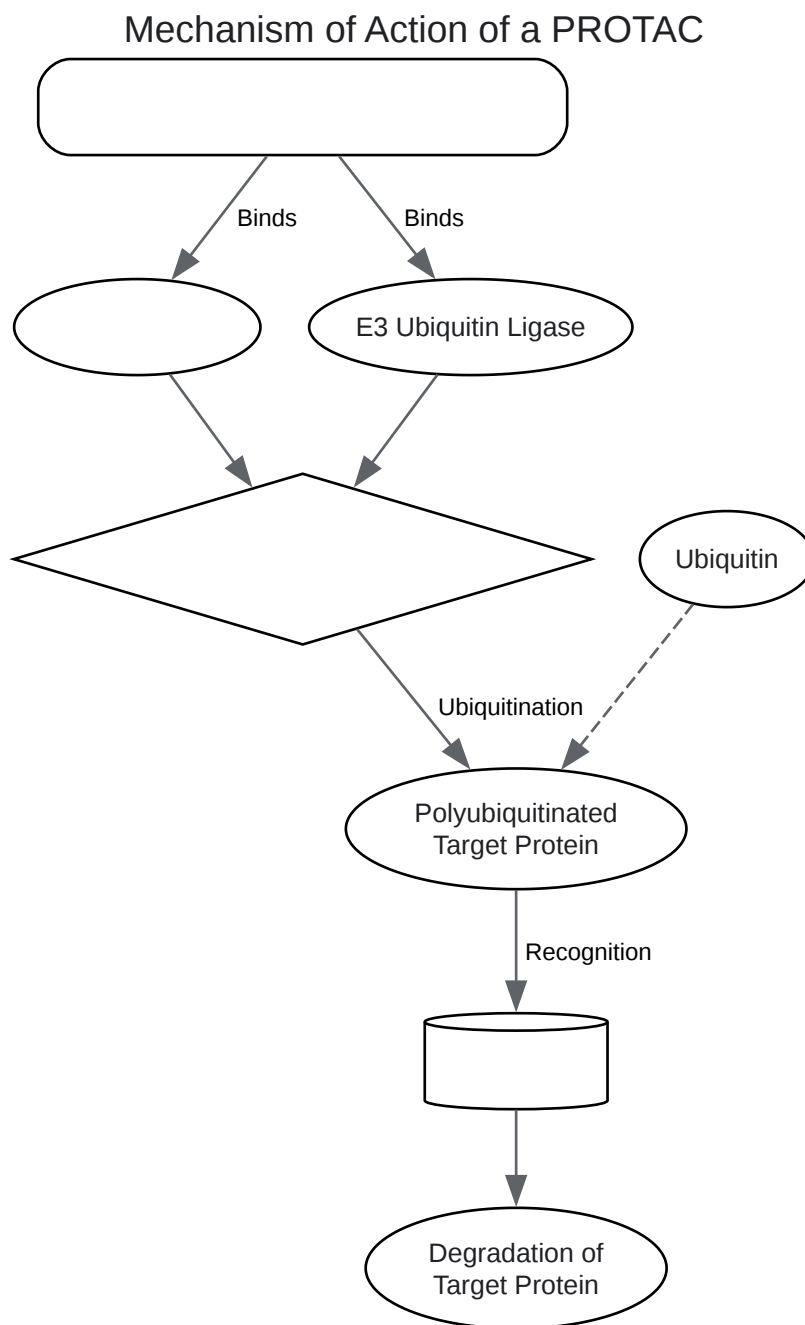 Mechanism of Action of a PROTAC
Binds
Binds
E3 Ubiquitin Ligase
Ubiquitin
Ubiquitination
Polyubiquitinated
Target Protein
Recognition
Degradation of
Target Protein